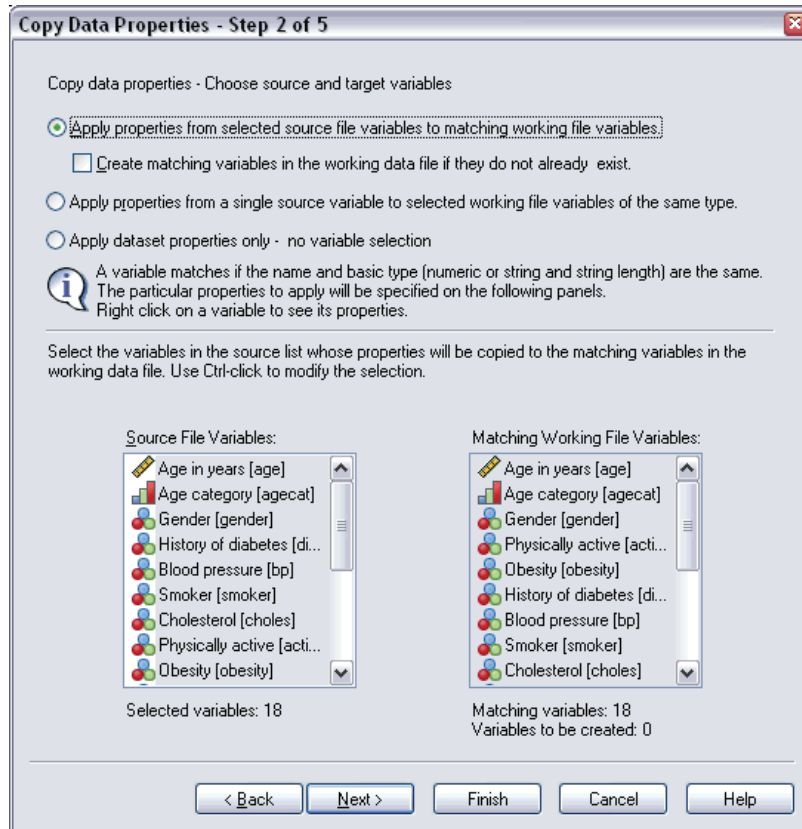 Copy Data Properties - Step 2 of 5
Copy data properties - Choose source and target variables
Apply properties from selected source file variables to matching working file variables.
Create matching variables in the working data file if they do not already exist.
Apply properties from a single source variable to selected working file variables of the same type.
Apply dataset properties only - no variable selection
A variable matches if the name and basic type (numeric or string and string length) are the same.
The particular properties to apply will be specified on the following panels.
Right click on a variable to see its properties.
Select the variables in the source list whose properties will be copied to the matching variables in the
working data file. Use Ctrl-click to modify the selection.
Source File Variables:
Age in years [age]
Age category [agecat]
Gender [gender]
History of diabetes [di...
Blood pressure [bp]
Smoker [smoker]
Cholesterol [choles]
Physically active [acti...
Obesity [obesity]
Selected variables: 18
Matching Working File Variables:
Age in years [age]
Age category [agecat]
Gender [gender]
Physically active [acti...
Obesity [obesity]
History of diabetes [di...
Blood pressure [bp]
Smoker [smoker]
Cholesterol [choles]
Matching variables: 18
Variables to be created: 0
< Back
Next >
Finish
Cancel
Help